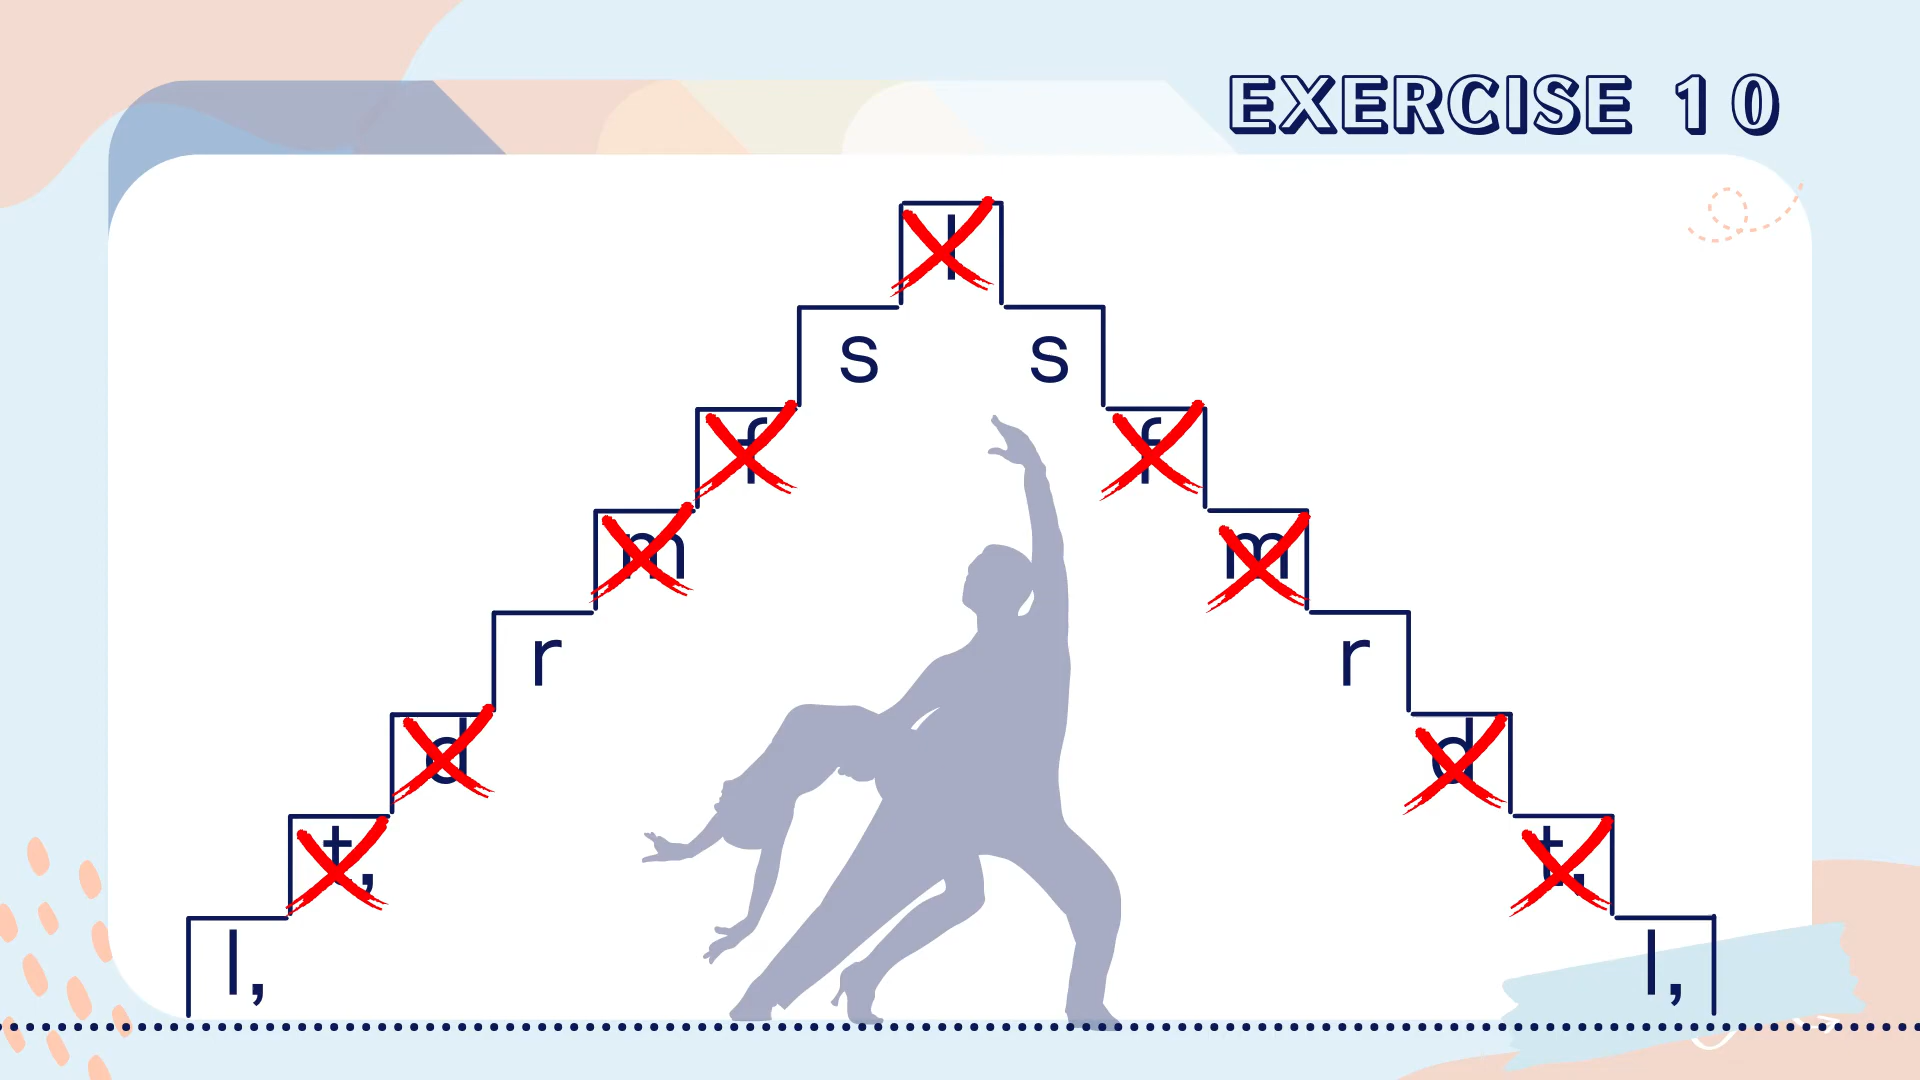 EXERCISE 10
l
s s
f f
m m
r r
d d
t, t,
l, l,